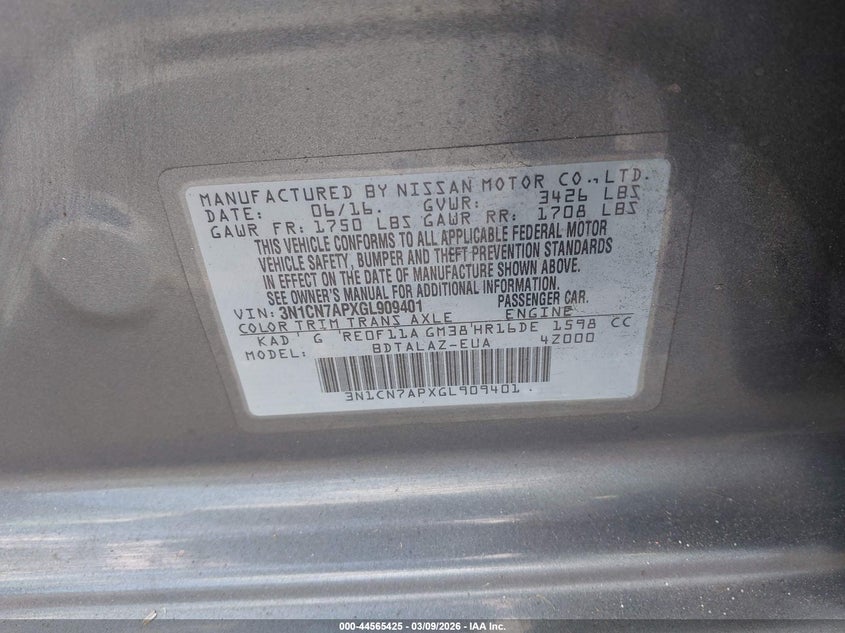 MANUFACTURED BY NISSAN MOTOR CO., LTD.
DATE: 06/16. GVWR: 3426 LBS
GAWR FR: 1750 LBS GAWR RR: 1708 LBS
THIS VEHICLE CONFORMS TO ALL APPLICABLE FEDERAL MOTOR
VEHICLE SAFETY, BUMPER AND THEFT PREVENTION STANDARDS
IN EFFECT ON THE DATE OF MANUFACTURE SHOWN ABOVE.
SEE OWNER'S MANUAL FOR ADDITIONAL INFORMATION.
VIN: 3N1CN7APXGL909401 PASSENGER CAR.
COLOR TRIM TRANS AXLE ENGINE
KAD' G 'RE0F11A GM38'HR16DE 1598 CC
MODEL: BDTALAZ-EUA 4Z000
3N1CN7APXGL909401
000-44565425 | 03/09/2026 - IAA Inc.